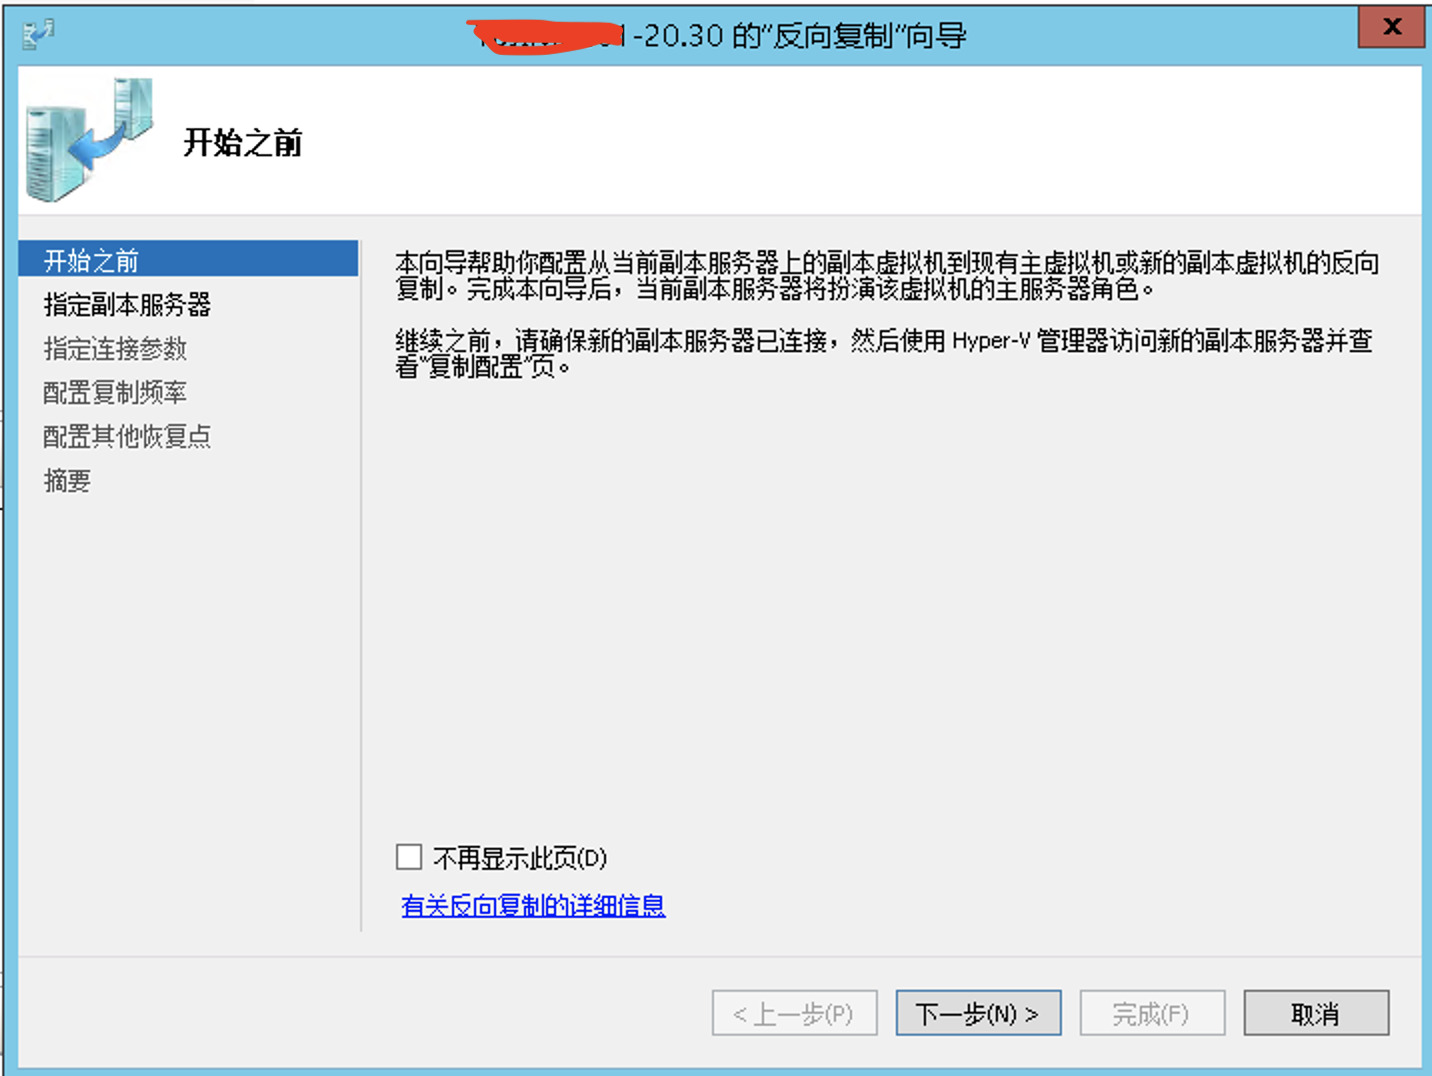 -20.30 的“反向复制”向导
X
开始之前
开始之前
指定副本服务器
指定连接参数
配置复制频率
配置其他恢复点
摘要
本向导帮助你配置从当前副本服务器上的副本虚拟机到现有主虚拟机或新的副本虚拟机的反向
复制。完成本向导后，当前副本服务器将扮演该虚拟机的主服务器角色。
继续之前，请确保新的副本服务器已连接，然后使用 Hyper-V 管理器访问新的副本服务器并查
看“复制配置”页。
不再显示此页(D)
有关反向复制的详细信息
< 上一步(P)
下一步(N) >
完成(F)
取消